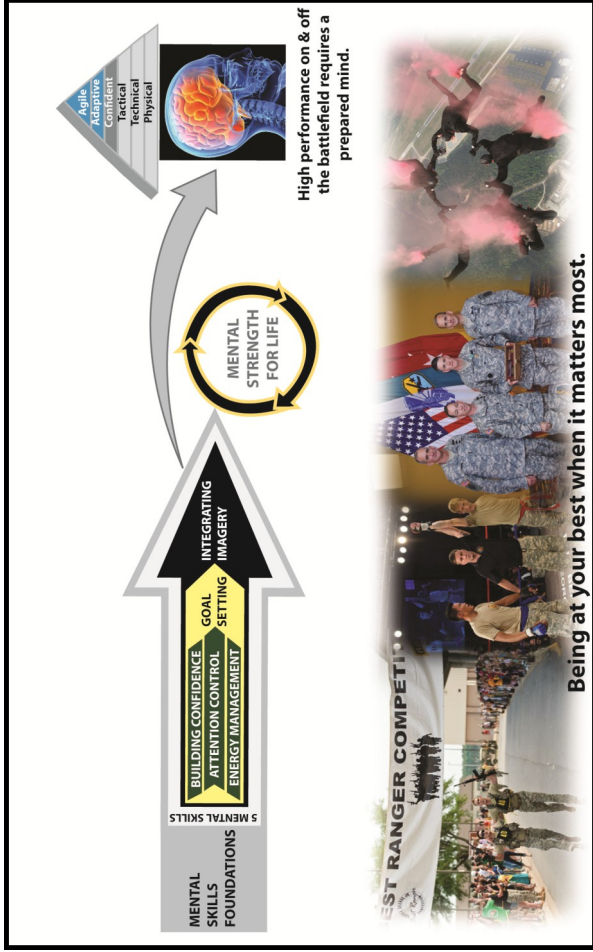 MENTAL
SKILLS
FOUNDATIONS
5 MENTAL SKILLS
BUILDING CONFIDENCE
ATTENTION CONTROL
ENERGY MANAGEMENT
GOAL
SETTING
INTEGRATING
IMAGERY
MENTAL
STRENGTH
FOR LIFE
Agile
Adaptive
Confident
Tactical
Technical
Physical
High performance on & off
the battlefield requires a
prepared mind.
EST RANGER COMPETI
Being at your best when it matters most.